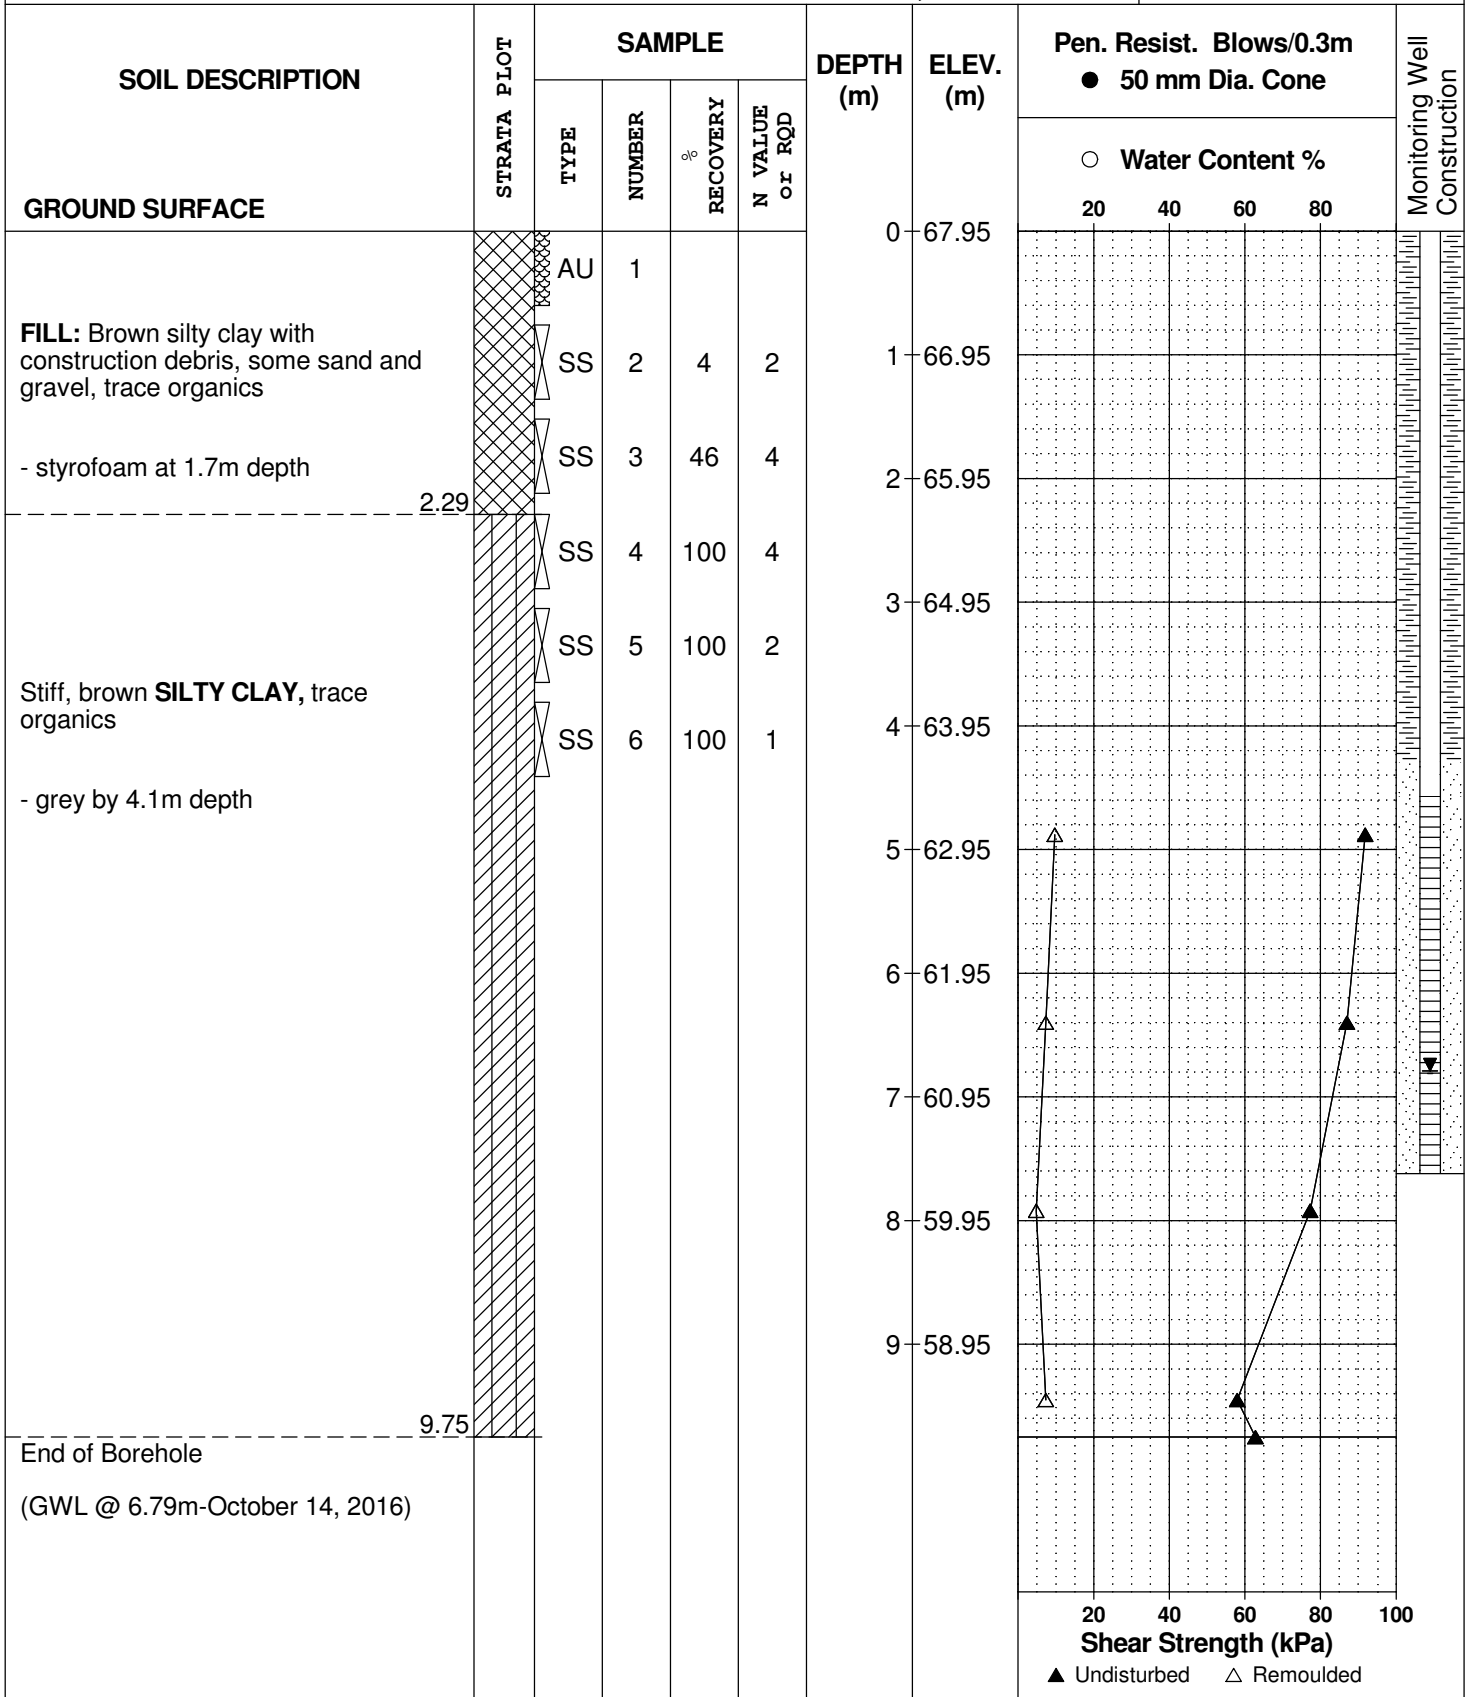 SOIL DESCRIPTION
GROUND SURFACE
STRATA PLOT
SAMPLE
TYPE
NUMBER
%
RECOVERY
N VALUE
or RQD
DEPTH
(m)
ELEV.
(m)
Pen. Resist. Blows/0.3m
● 50 mm Dia. Cone
○ Water Content %
20 40 60 80
Monitoring Well
Construction
0 67.95
AU 1
FILL: Brown silty clay with
construction debris, some sand and
gravel, trace organics
SS 2 4 2
1 66.95
- styrofoam at 1.7m depth
SS 3 46 4
2 65.95
2.29
SS 4 100 4
3 64.95
SS 5 100 2
Stiff, brown SILTY CLAY, trace
organics
SS 6 100 1
4 63.95
- grey by 4.1m depth
5 62.95
6 61.95
7 60.95
8 59.95
9 58.95
9.75
End of Borehole
(GWL @ 6.79m-October 14, 2016)
20 40 60 80 100
Shear Strength (kPa)
▲ Undisturbed △ Remoulded